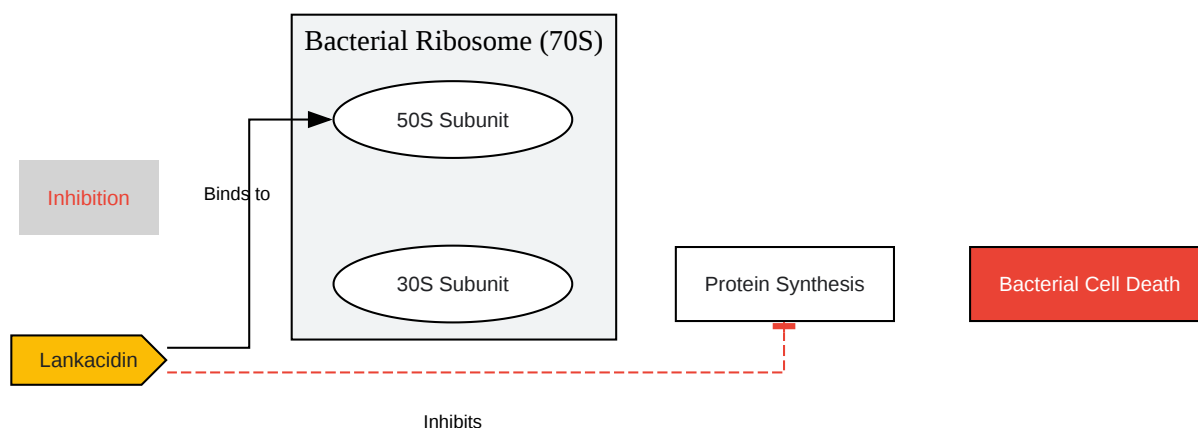 Bacterial Ribosome (70S)
50S Subunit
Inhibition
Binds to
30S Subunit
Protein Synthesis
Bacterial Cell Death
Lankacidin
Inhibits